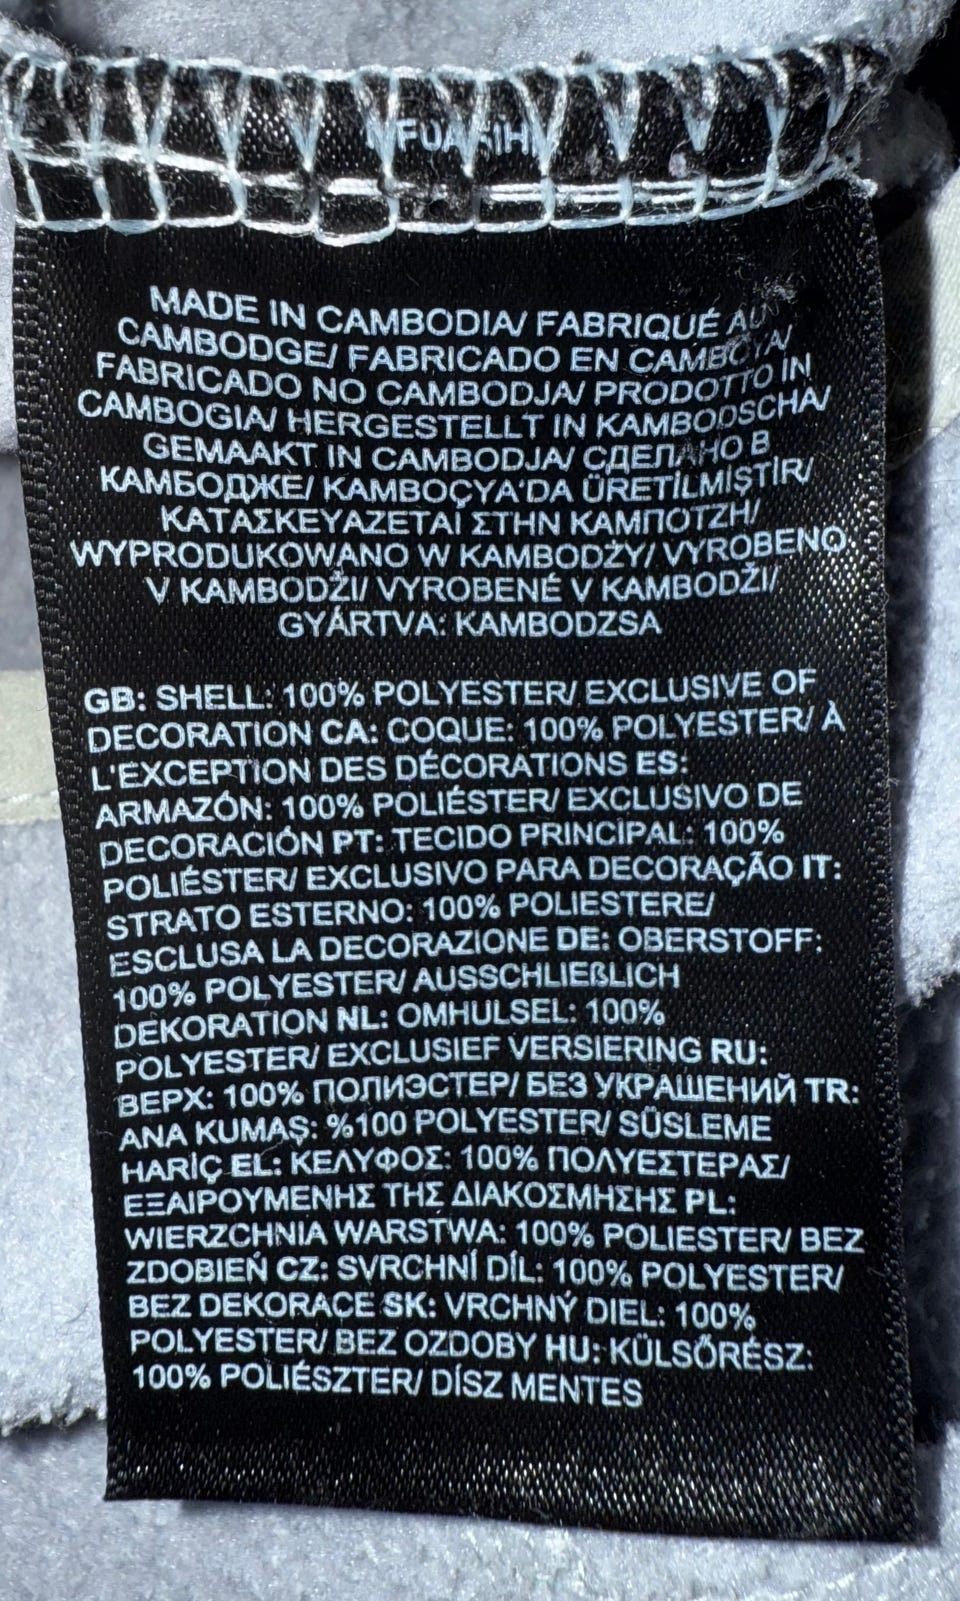 MADE IN CAMBODIA/ FABRIQUÉ AU
CAMBODGE/ FABRICADO EN CAMBOYA/
FABRICADO NO CAMBODJA/ PRODOTTO IN
CAMBOGIA/ HERGESTELLT IN KAMBODSCHA/
GEMAAKT IN CAMBODJA/ СДЕЛАНО В
КАМБОДЖЕ/ KAMBOÇYA'DA ÜRETİLMİŞTİR/
ΚΑΤΑΣΚΕΥΑΖΕΤΑΙ ΣΤΗΝ ΚΑΜΠΟΤΖΗ/
WYPRODUKOWANO W KAMBODŻY/ VYROBENO
V KAMBODŽI/ VYROBENÉ V KAMBODŽI/
GYÁRTVA: KAMBODZSA
GB: SHELL: 100% POLYESTER/ EXCLUSIVE OF
DECORATION CA: COQUE: 100% POLYESTER/ À
L'EXCEPTION DES DÉCORATIONS ES:
ARMAZÓN: 100% POLIÉSTER/ EXCLUSIVO DE
DECORACIÓN PT: TECIDO PRINCIPAL: 100%
POLIÉSTER/ EXCLUSIVO PARA DECORAÇÃO IT:
STRATO ESTERNO: 100% POLIESTERE/
ESCLUSA LA DECORAZIONE DE: OBERSTOFF:
100% POLYESTER/ AUSSCHLIEßLICH
DEKORATION NL: OMHULSEL: 100%
POLYESTER/ EXCLUSIEF VERSIERING RU:
ВЕРХ: 100% ПОЛИЭСТЕР/ БЕЗ УКРАШЕНИЙ TR:
ANA KUMAŞ: %100 POLYESTER/ SÜSLEME
HARİÇ EL: ΚΕΛΥΦΟΣ: 100% ΠΟΛΥΕΣΤΕΡΑΣ/
ΕΞΑΙΡΟΥΜΕΝΗΣ ΤΗΣ ΔΙΑΚΟΣΜΗΣΗΣ PL:
WIERZCHNIA WARSTWA: 100% POLIESTER/ BEZ
ZDOBIEŃ CZ: SVRCHNÍ DÍL: 100% POLYESTER/
BEZ DEKORACE SK: VRCHNÝ DIEL: 100%
POLYESTER/ BEZ OZDOBY HU: KÜLSŐRÉSZ:
100% POLIÉSZTER/ DÍSZ MENTES